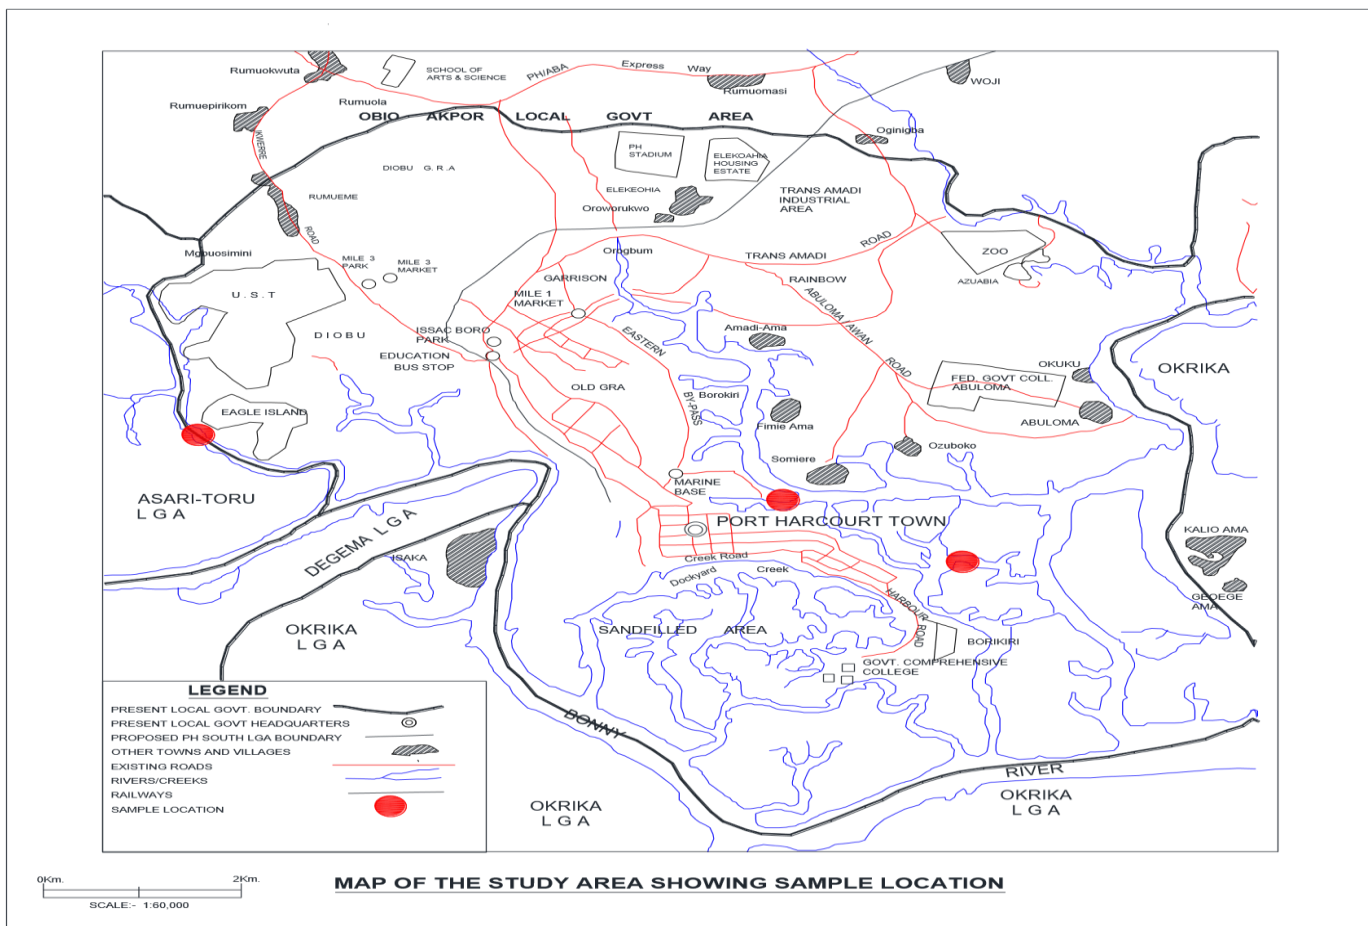 Rumuokwuta
SCHOOL OF
ARTS & SCIENCE
PH/ABA Express Way
Rumuomasi
WOJI
Rumuepirikom
Rumuola
OBIO AKPOR LOCAL GOVT AREA
Oginigba
IKWERRE
ROAD
PH
STADIUM
ELEKOAHIA
HOUSING
ESTATE
DIOBU G.R.A
RUMUEME
ELEKEOHIA
Oroworukwo
TRANS AMADI
INDUSTRIAL
AREA
Mgbuosimini
MILE 3
PARK
MILE 3
MARKET
Orogbum
TRANS AMADI
ROAD
ZOO
AZUABIA
U.S.T
GARRISON
RAINBOW
MILE 1
MARKET
ABULOMA /AWAN
ROAD
DIOBU
ISSAC BORO
PARK
EASTERN
BY-PASS
Amadi-Ama
EDUCATION
BUS STOP
OKUKU
OKRIKA
OLD GRA
FED. GOVT COLL.
ABULOMA
Borokiri
EAGLE ISLAND
Fimie Ama
ABULOMA
Ozuboko
Somiere
MARINE
BASE
ASARI-TORU
L G A
PORT HARCOURT TOWN
KALIO AMA
DEGEMA L G A
ISAKA
Creek Road
Dockyard Creek
GEOEGE
AMA
HARBOUR ROAD
OKRIKA
L G A
SANDFILLED AREA
BORIKIRI
GOVT. COMPREHENSIVE
COLLEGE
BONNY
RIVER
OKRIKA
L G A
OKRIKA
L G A
LEGEND
PRESENT LOCAL GOVT. BOUNDARY
PRESENT LOCAL GOVT HEADQUARTERS
PROPOSED PH SOUTH LGA BOUNDARY
OTHER TOWNS AND VILLAGES
EXISTING ROADS
RIVERS/CREEKS
RAILWAYS
SAMPLE LOCATION
0Km. 2Km.
SCALE:- 1:60,000
MAP OF THE STUDY AREA SHOWING SAMPLE LOCATION